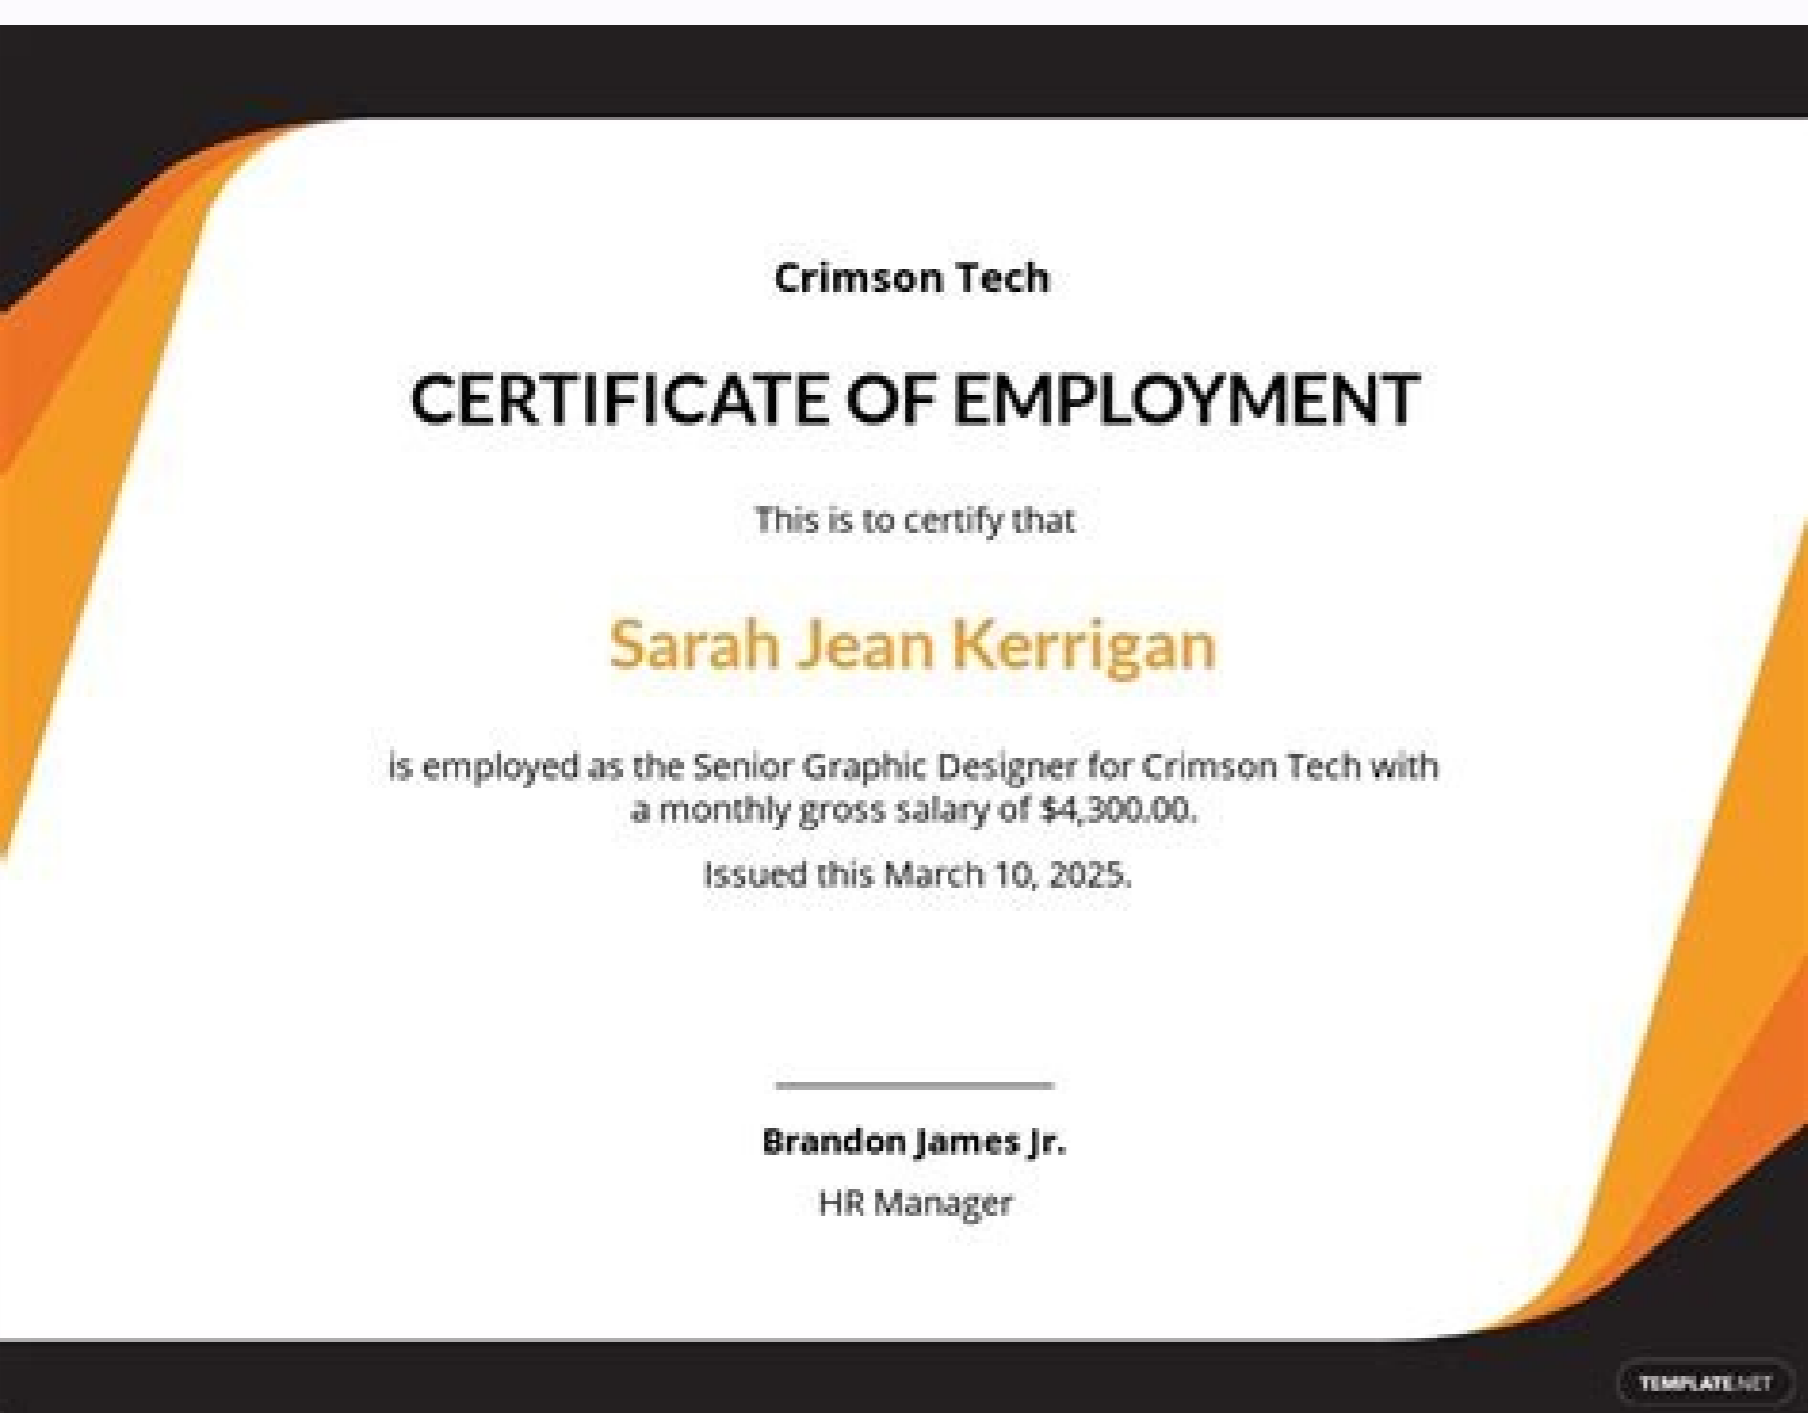 Crimson Tech
CERTIFICATE OF EMPLOYMENT
This is to certify that
Sarah Jean Kerrigan
is employed as the Senior Graphic Designer for Crimson Tech with
a monthly gross salary of $4,300.00.
Issued this March 10, 2025.
Brandon James Jr.
HR Manager
TEMPLATE.NET